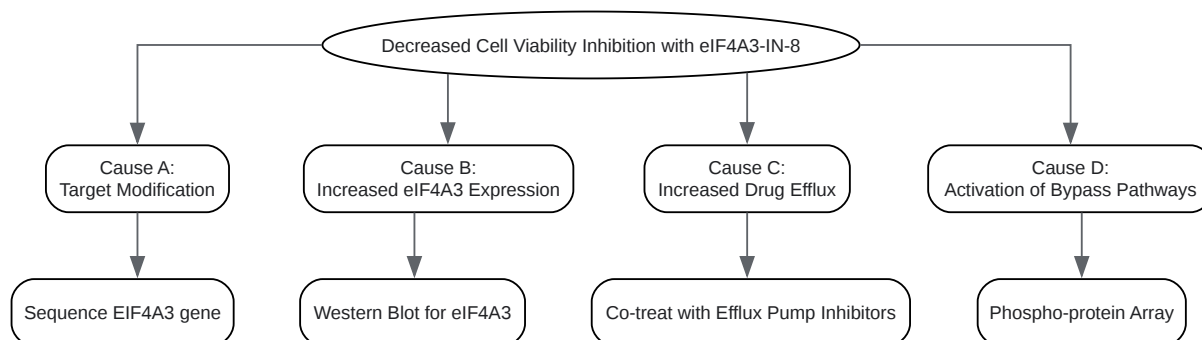 Decreased Cell Viability Inhibition with eIF4A3-IN-8
Cause A:
Target Modification
Cause B:
Increased eIF4A3 Expression
Cause C:
Increased Drug Efflux
Cause D:
Activation of Bypass Pathways
Sequence EIF4A3 gene
Western Blot for eIF4A3
Co-treat with Efflux Pump Inhibitors
Phospho-protein Array